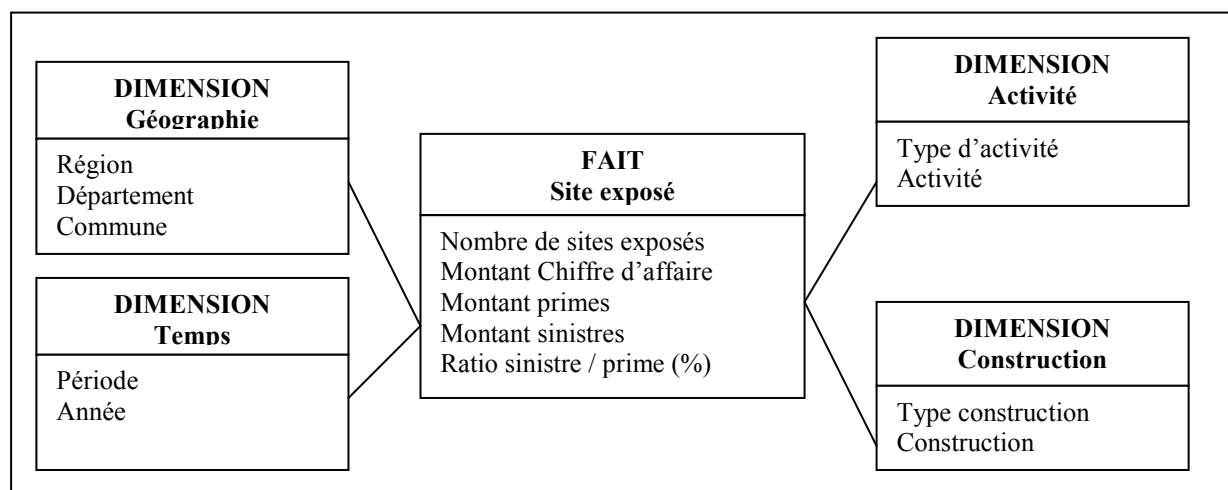 DIMENSION
Géographie
Région
Département
Commune
DIMENSION
Temps
Période
Année
FAIT
Site exposé
Nombre de sites exposés
Montant Chiffre d’affaire
Montant primes
Montant sinistres
Ratio sinistre / prime (%)
DIMENSION
Activité
Type d’activité
Activité
DIMENSION
Construction
Type construction
Construction